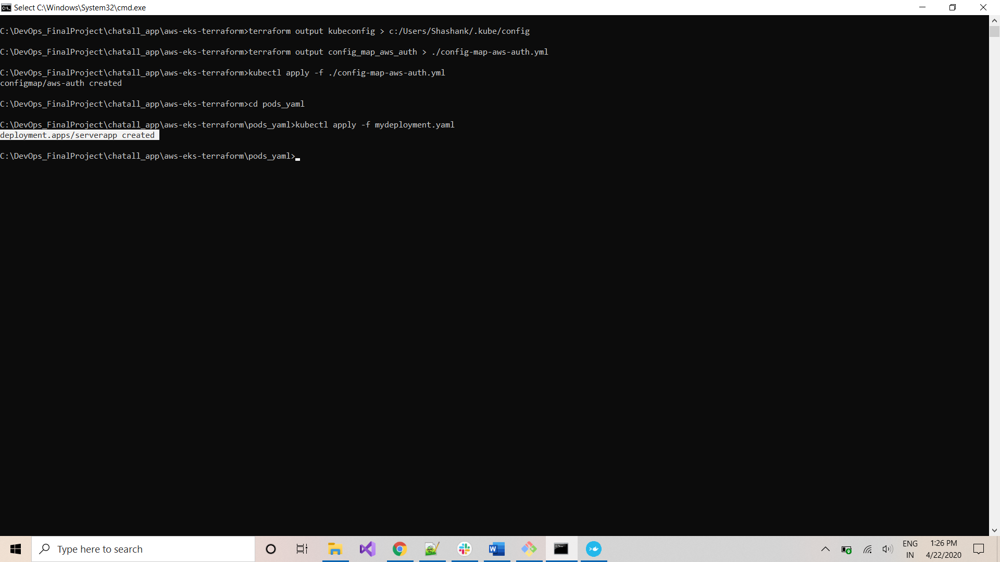 Select C:\Windows\System32\cmd.exe
C:\DevOps_FinalProject\chatall_app\aws-eks-terraform>terraform output kubeconfig > c:/Users/Shashank/.kube/config
C:\DevOps_FinalProject\chatall_app\aws-eks-terraform>terraform output config_map_aws_auth > ./config-map-aws-auth.yml
C:\DevOps_FinalProject\chatall_app\aws-eks-terraform>kubectl apply -f ./config-map-aws-auth.yml
configmap/aws-auth created
C:\DevOps_FinalProject\chatall_app\aws-eks-terraform>cd pods_yaml
C:\DevOps_FinalProject\chatall_app\aws-eks-terraform\pods_yaml>kubectl apply -f mydeployment.yaml
deployment.apps/serverapp created
C:\DevOps_FinalProject\chatall_app\aws-eks-terraform\pods_yaml>
Type here to search
ENG
IN
1:26 PM
4/22/2020